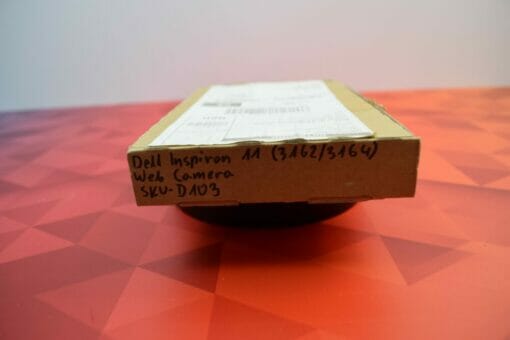 Dell Inspiron 11 (3162/3164)
Web Camera
SKU-D103